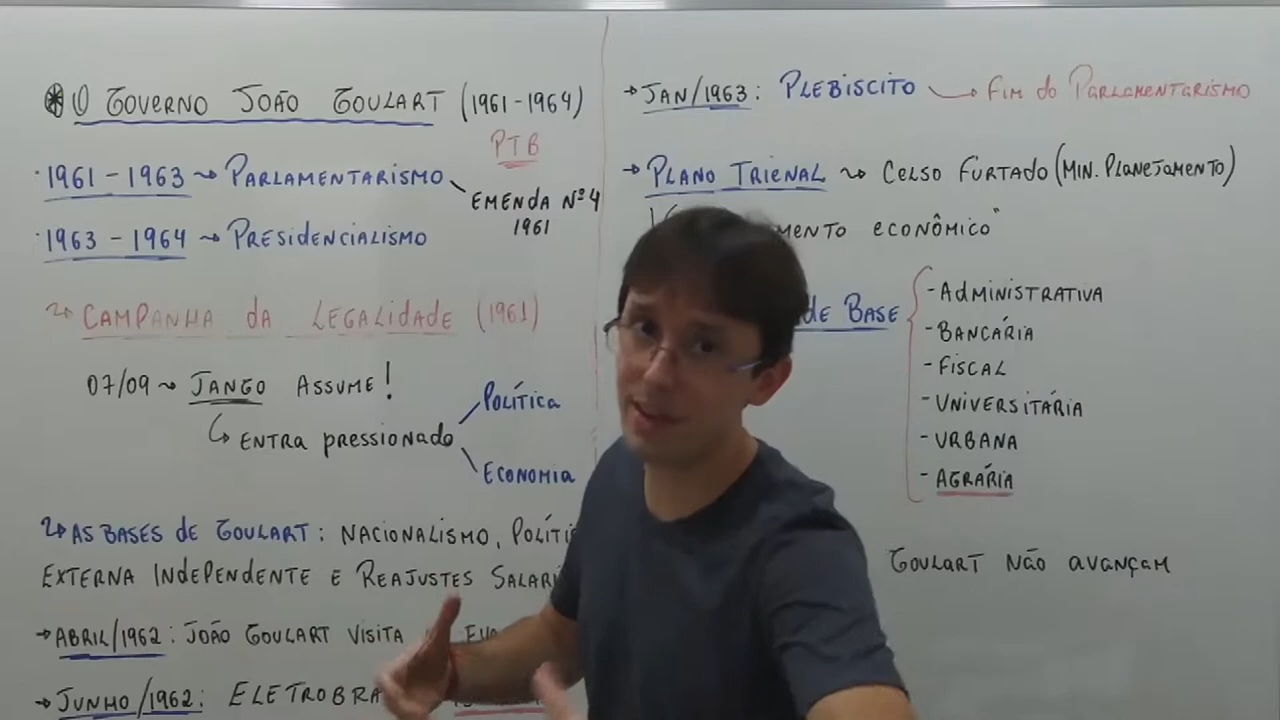 O GOVERNO JOÃO GOULART (1961-1964)
PTB
1961-1963 PARLAMENTARISMO
EMENDA Nº4
1961
1963-1964 PRESIDENCIALISMO
CAMPANHA da LEGALIDADE (1961)
07/09 JANGO ASSUME!
ENTRA pressionado
POLÍTICA
ECONOMIA
AS BASES de GOULART: NACIONALISMO, POLÍTI
EXTERNA INdEPENDENTE E REAJUSTES SALARI
ABRIL/1962: JOÃO GOULART VISITA
JUNHO/1962: ELETROBRA
JAN/1963: PLEBISCITO FIM do PARLAMENTARISMO
PLANO TRIENAL CELSO FURTADO (MIN. PLANEJAMENTO)
MENTO ECONÔMICO"
de BASE
-AdMINISTRATIVA
-BANCÁRIA
-FISCAL
-UNIVERSITÁRIA
-URBANA
-AGRÁRIA
GOULART NÃO AVANÇAM